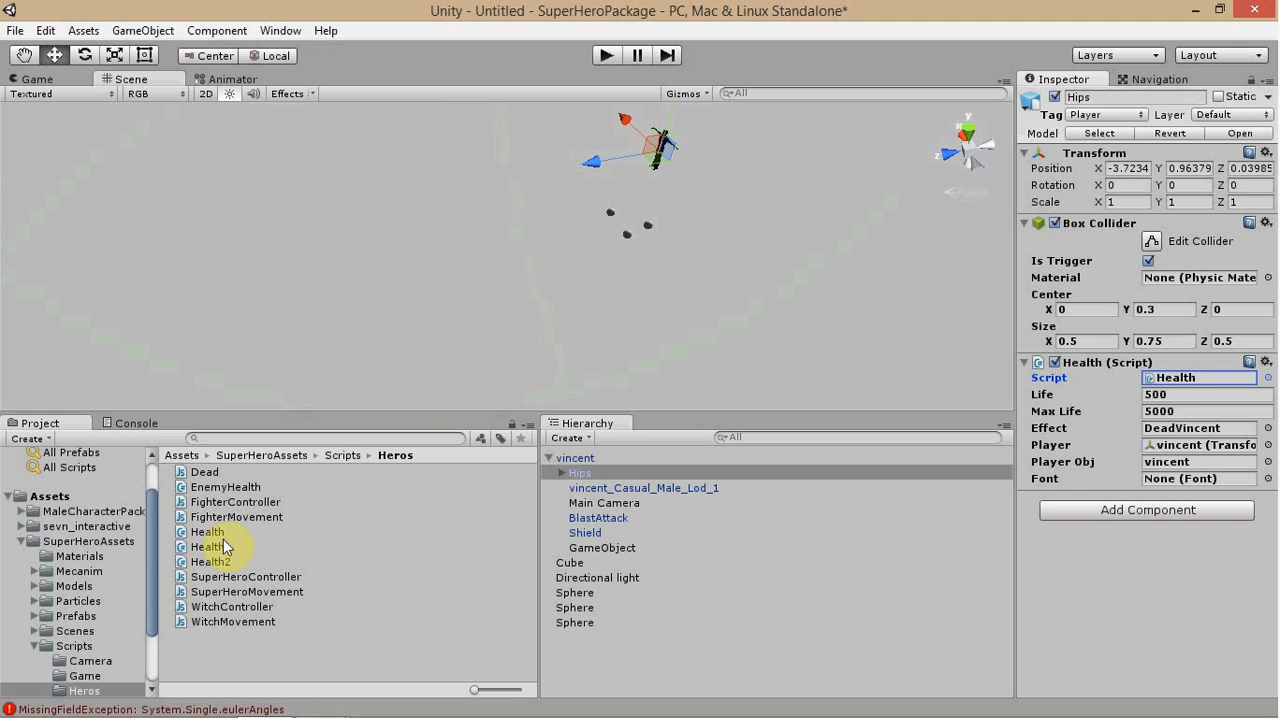 Unity - Untitled - SuperHeroPackage - PC, Mac & Linux Standalone*
File Edit Assets GameObject Component Window Help
Center Local Layers Layout
Game Scene Animator
Textured RGB 2D Effects Gizmos All
y
x
z
Inspector Navigation
Hips Static
Tag Player Layer Default
Model Select Revert Open
Transform
Position X -3.7234 Y 0.96379 Z 0.03985
Rotation X 0 Y 0 Z 0
Scale X 1 Y 1 Z 1
Box Collider
Edit Collider
Is Trigger
Material None (Physic Mate
Center
X 0 Y 0.3 Z 0
Size
X 0.5 Y 0.75 Z 0.5
Health (Script)
Script Health
Life 500
Max Life 5000
Effect DeadVincent
Player vincent (Transfo
Player Obj vincent
Font None (Font)
Add Component
Project Console
Create
All Prefabs
All Scripts
Assets
MaleCharacterPack
sevn_interactive
SuperHeroAssets
Materials
Mecanim
Models
Particles
Prefabs
Scenes
Scripts
Camera
Game
Heros
Assets SuperHeroAssets Scripts Heros
Dead
EnemyHealth
FighterController
FighterMovement
Health
Health
Health2
SuperHeroController
SuperHeroMovement
WitchController
WitchMovement
Hierarchy
Create All
vincent
Hips
vincent_Casual_Male_Lod_1
Main Camera
BlastAttack
Shield
GameObject
Cube
Directional light
Sphere
Sphere
Sphere
MissingFieldException: System.Single.eulerAngles